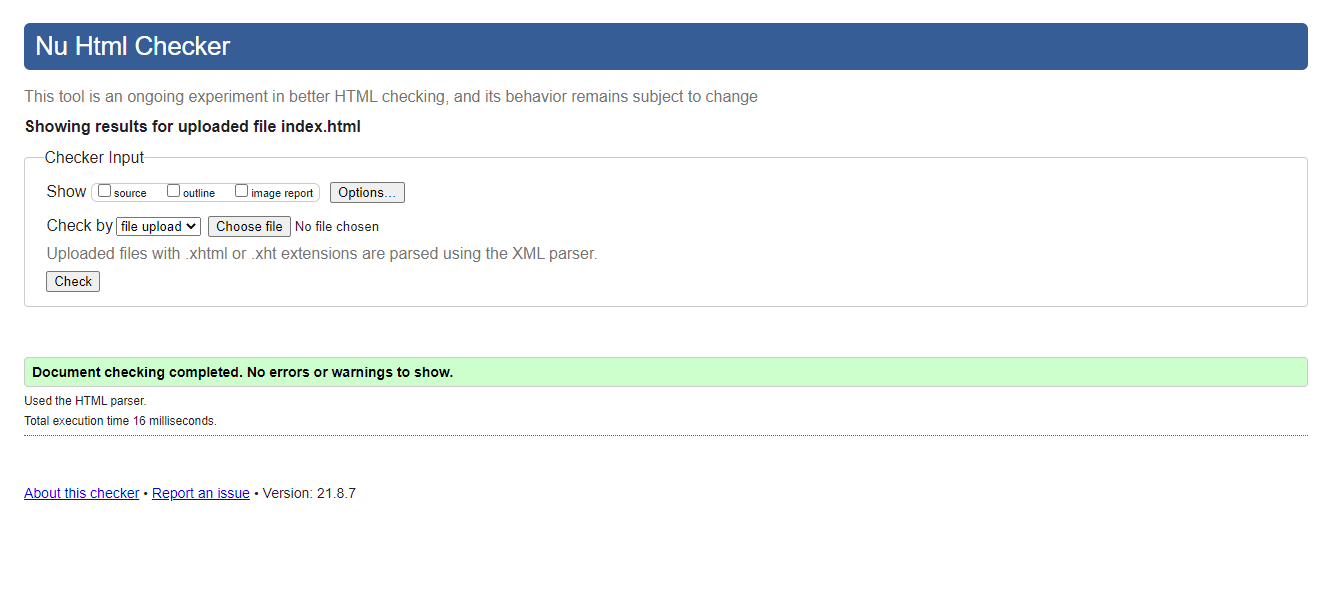 Nu Html Checker
This tool is an ongoing experiment in better HTML checking, and its behavior remains subject to change
Showing results for uploaded file index.html
Checker Input
Show source outline image report Options...
Check by file upload Choose file No file chosen
Uploaded files with .xhtml or .xht extensions are parsed using the XML parser.
Check
Document checking completed. No errors or warnings to show.
Used the HTML parser.
Total execution time 16 milliseconds.
About this checker • Report an issue • Version: 21.8.7